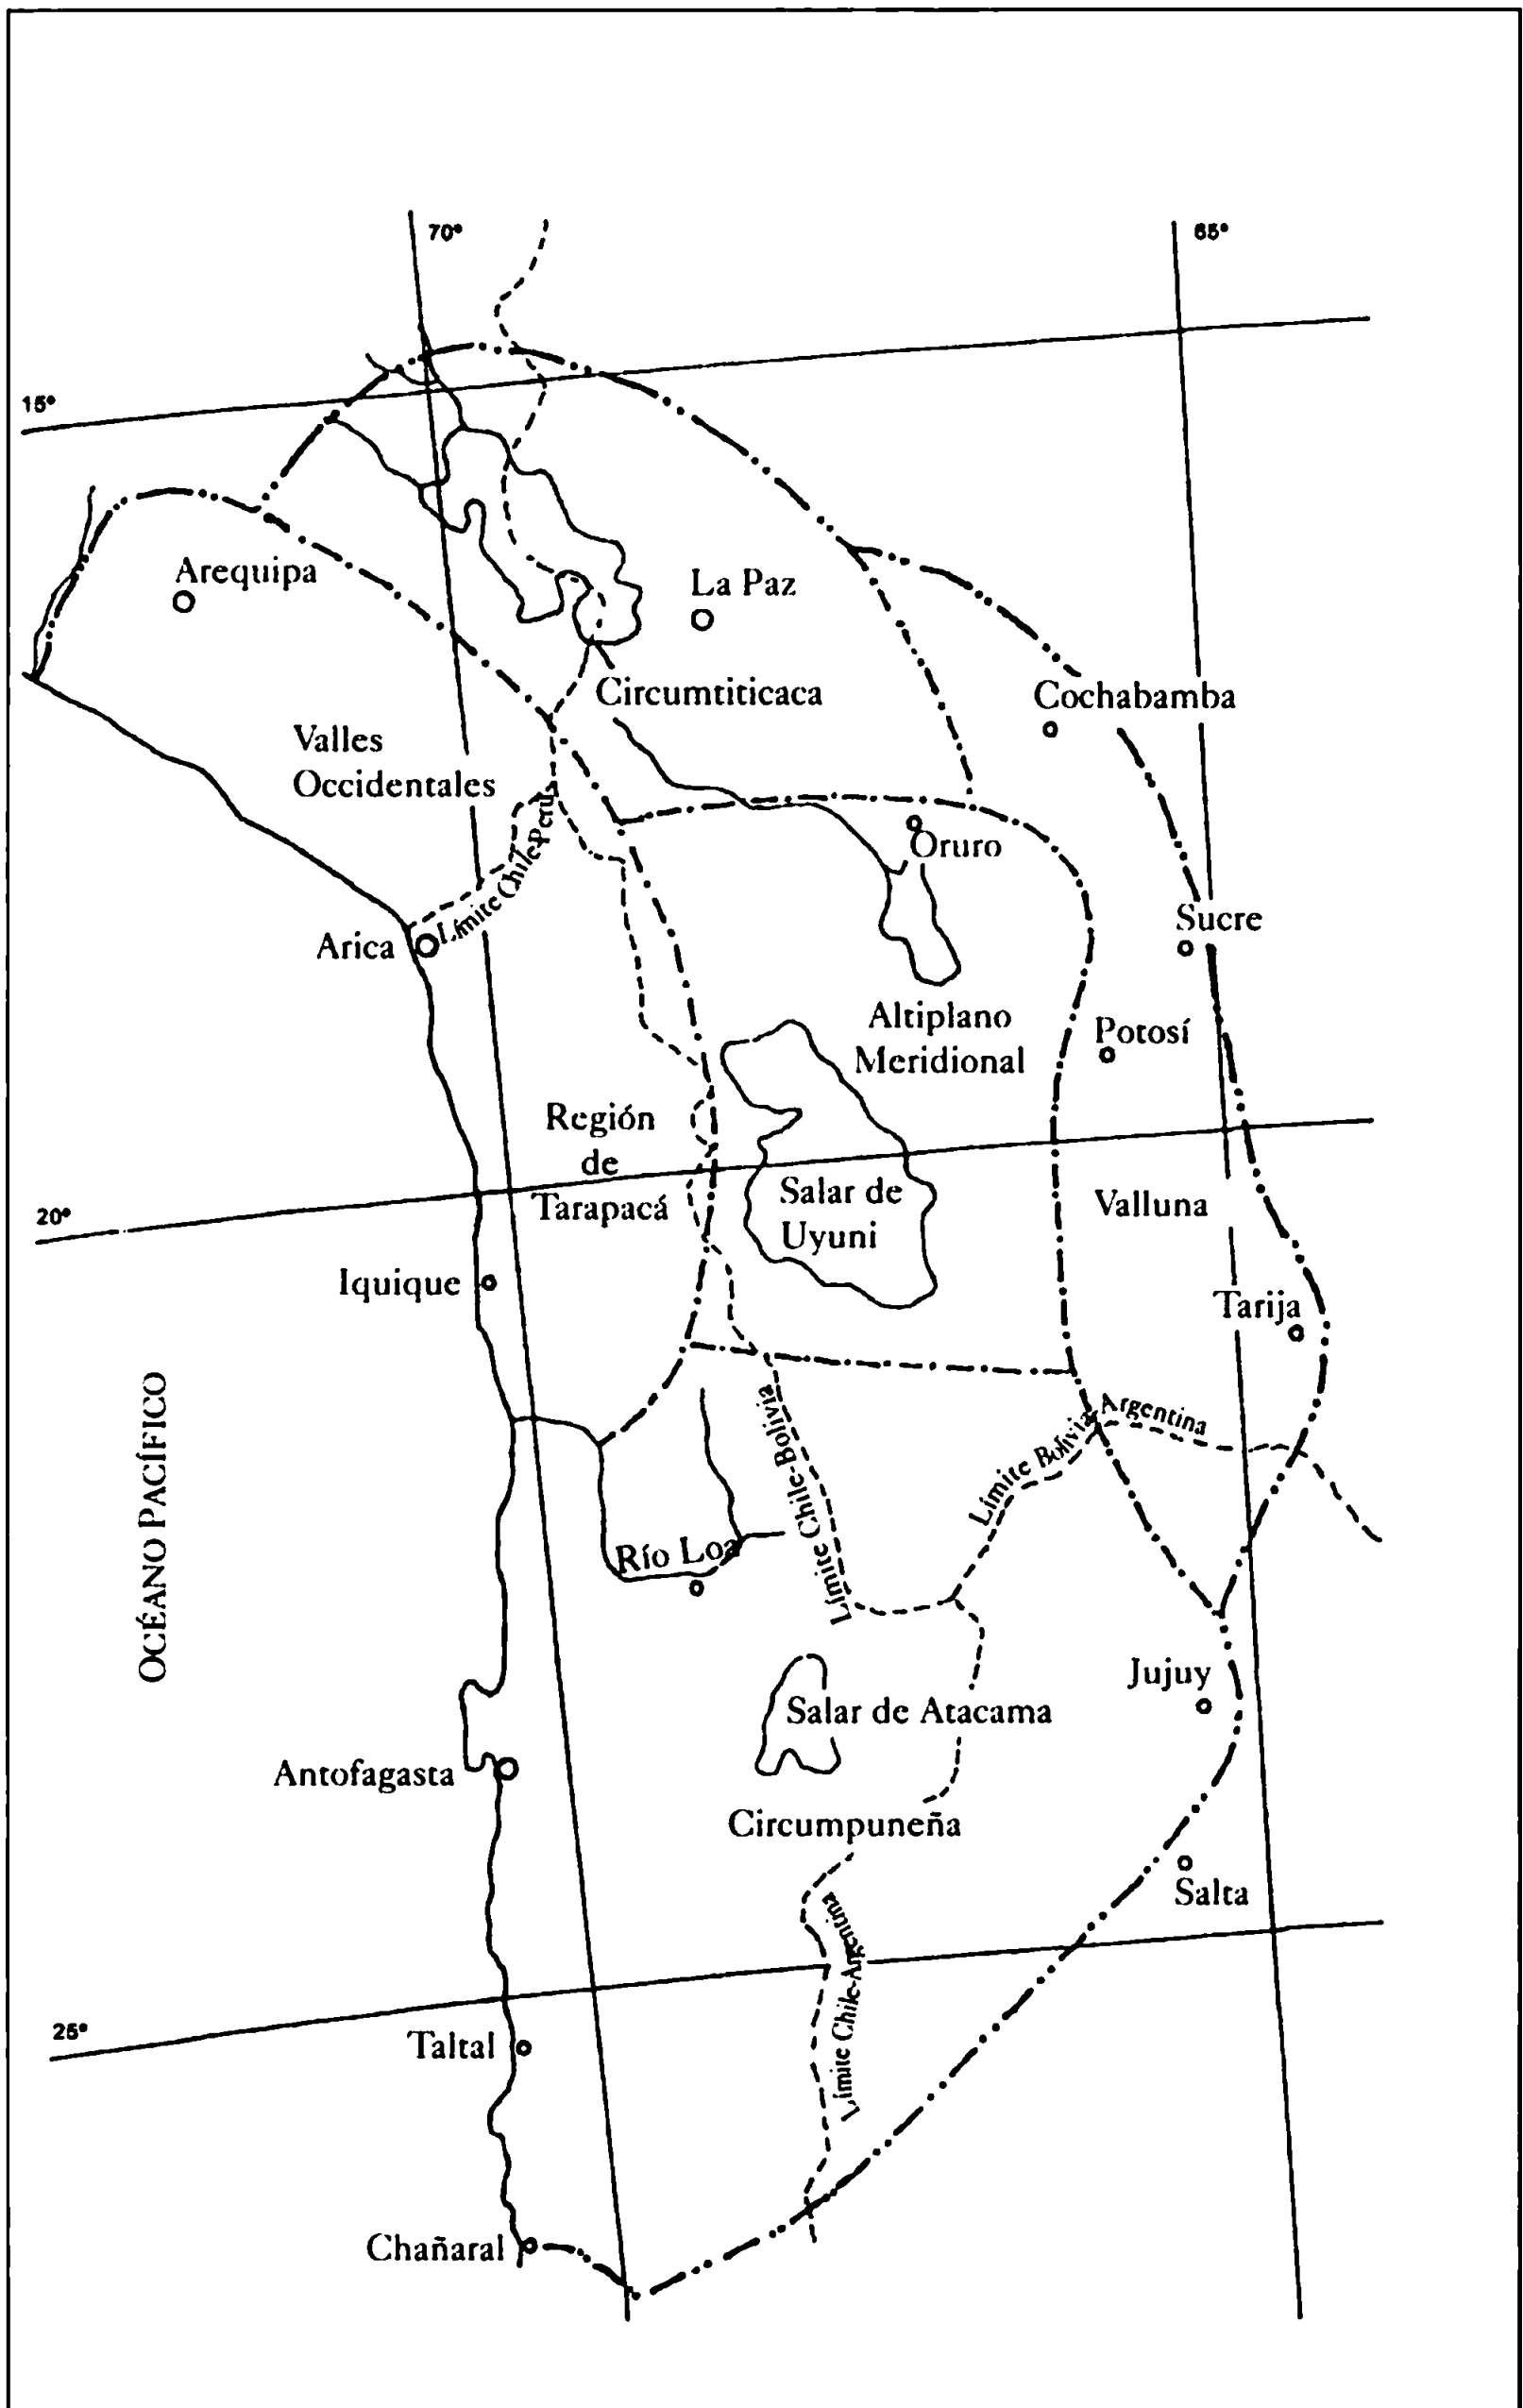 70°
65°
15°
Arequipa
La Paz
Circumtiticaca
Cochabamba
Valles
Occidentales
Límite Chile-Perú
Oruro
Sucre
Arica
Altiplano
Meridional
Potosí
Región
de
Tarapacá
Salar de
Uyuni
Valluna
20°
Iquique
Tarija
OCÉANO PACÍFICO
Límite Chile-Bolivia
Límite Bolivia-Argentina
Río Loa
Jujuy
Salar de Atacama
Antofagasta
Circumpuneña
Salta
Límite Chile-Argentina
25°
Taltal
Chañaral